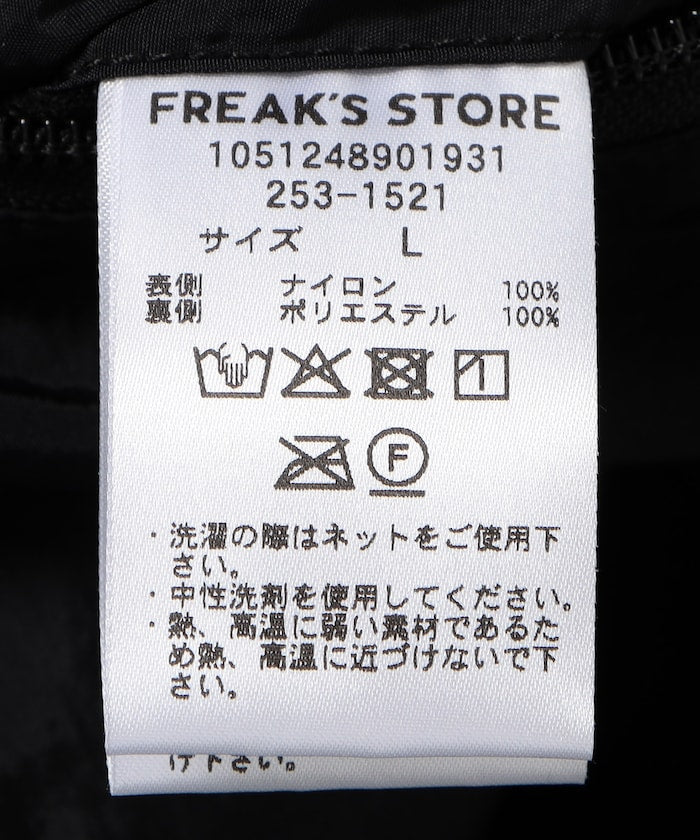 FREAK'S STORE
1051248901931
253-1521
サイズ L
表側 ナイロン 100%
裏側 ポリエステル 100%
F
・洗濯の際はネットをご使用下
さい。
・中性洗剤を使用してください。
・熱、高温に弱い素材であるた
め熱、高温に近づけないで下
さい。
け下さい。